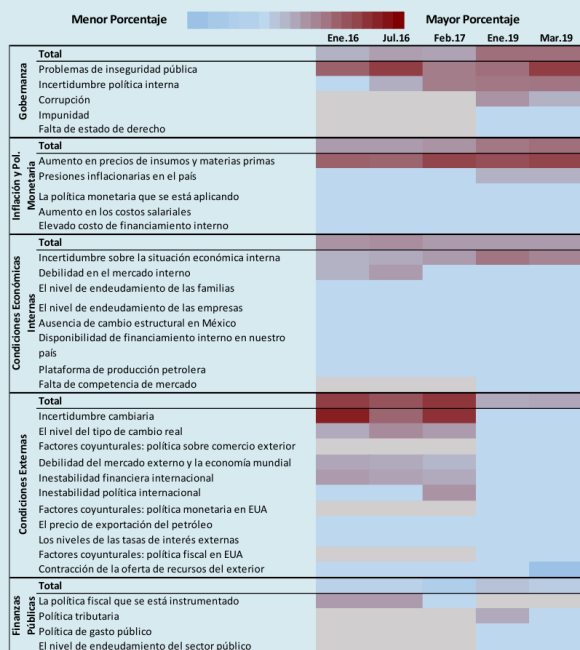 Menor Porcentaje
Mayor Porcentaje
Ene.16 Jul.16 Feb.17 Ene.19 Mar.19
Gobernanza
Total
Problemas de inseguridad pública
Incertidumbre política interna
Corrupción
Impunidad
Falta de estado de derecho
Inflación y Pol.
Monetaria
Total
Aumento en precios de insumos y materias primas
Presiones inflacionarias en el país
La política monetaria que se está aplicando
Aumento en los costos salariales
Elevado costo de financiamiento interno
Condiciones Económicas
Internas
Total
Incertidumbre sobre la situación económica interna
Debilidad en el mercado interno
El nivel de endeudamiento de las familias
El nivel de endeudamiento de las empresas
Ausencia de cambio estructural en México
Disponibilidad de financiamiento interno en nuestro
país
Plataforma de producción petrolera
Falta de competencia de mercado
Condiciones Externas
Total
Incertidumbre cambiaria
El nivel del tipo de cambio real
Factores coyunturales: política sobre comercio exterior
Debilidad del mercado externo y la economía mundial
Inestabilidad financiera internacional
Inestabilidad política internacional
Factores coyunturales: política monetaria en EUA
El precio de exportación del petróleo
Los niveles de las tasas de interés externas
Factores coyunturales: política fiscal en EUA
Contracción de la oferta de recursos del exterior
Finanzas
Públicas
Total
La política fiscal que se está instrumentado
Política tributaria
Política de gasto público
El nivel de endeudamiento del sector público